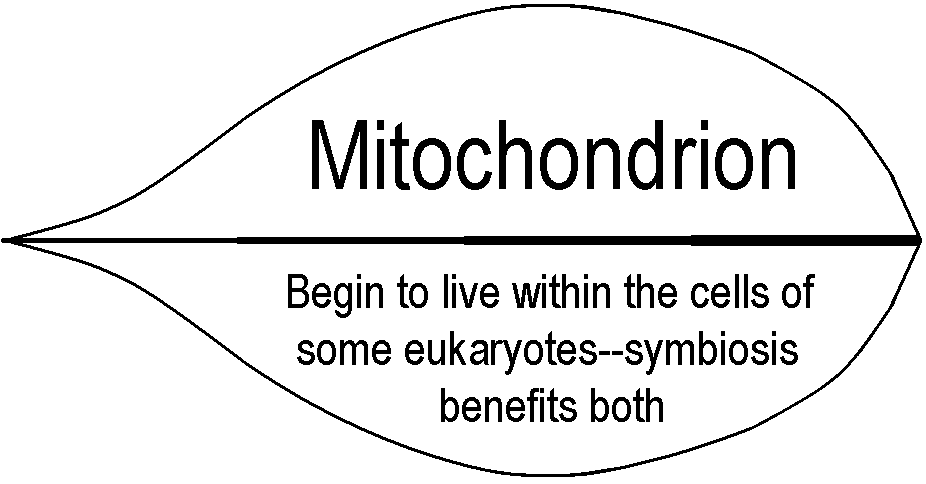 Mitochondrion
Begin to live within the cells of
some eukaryotes--symbiosis
benefits both